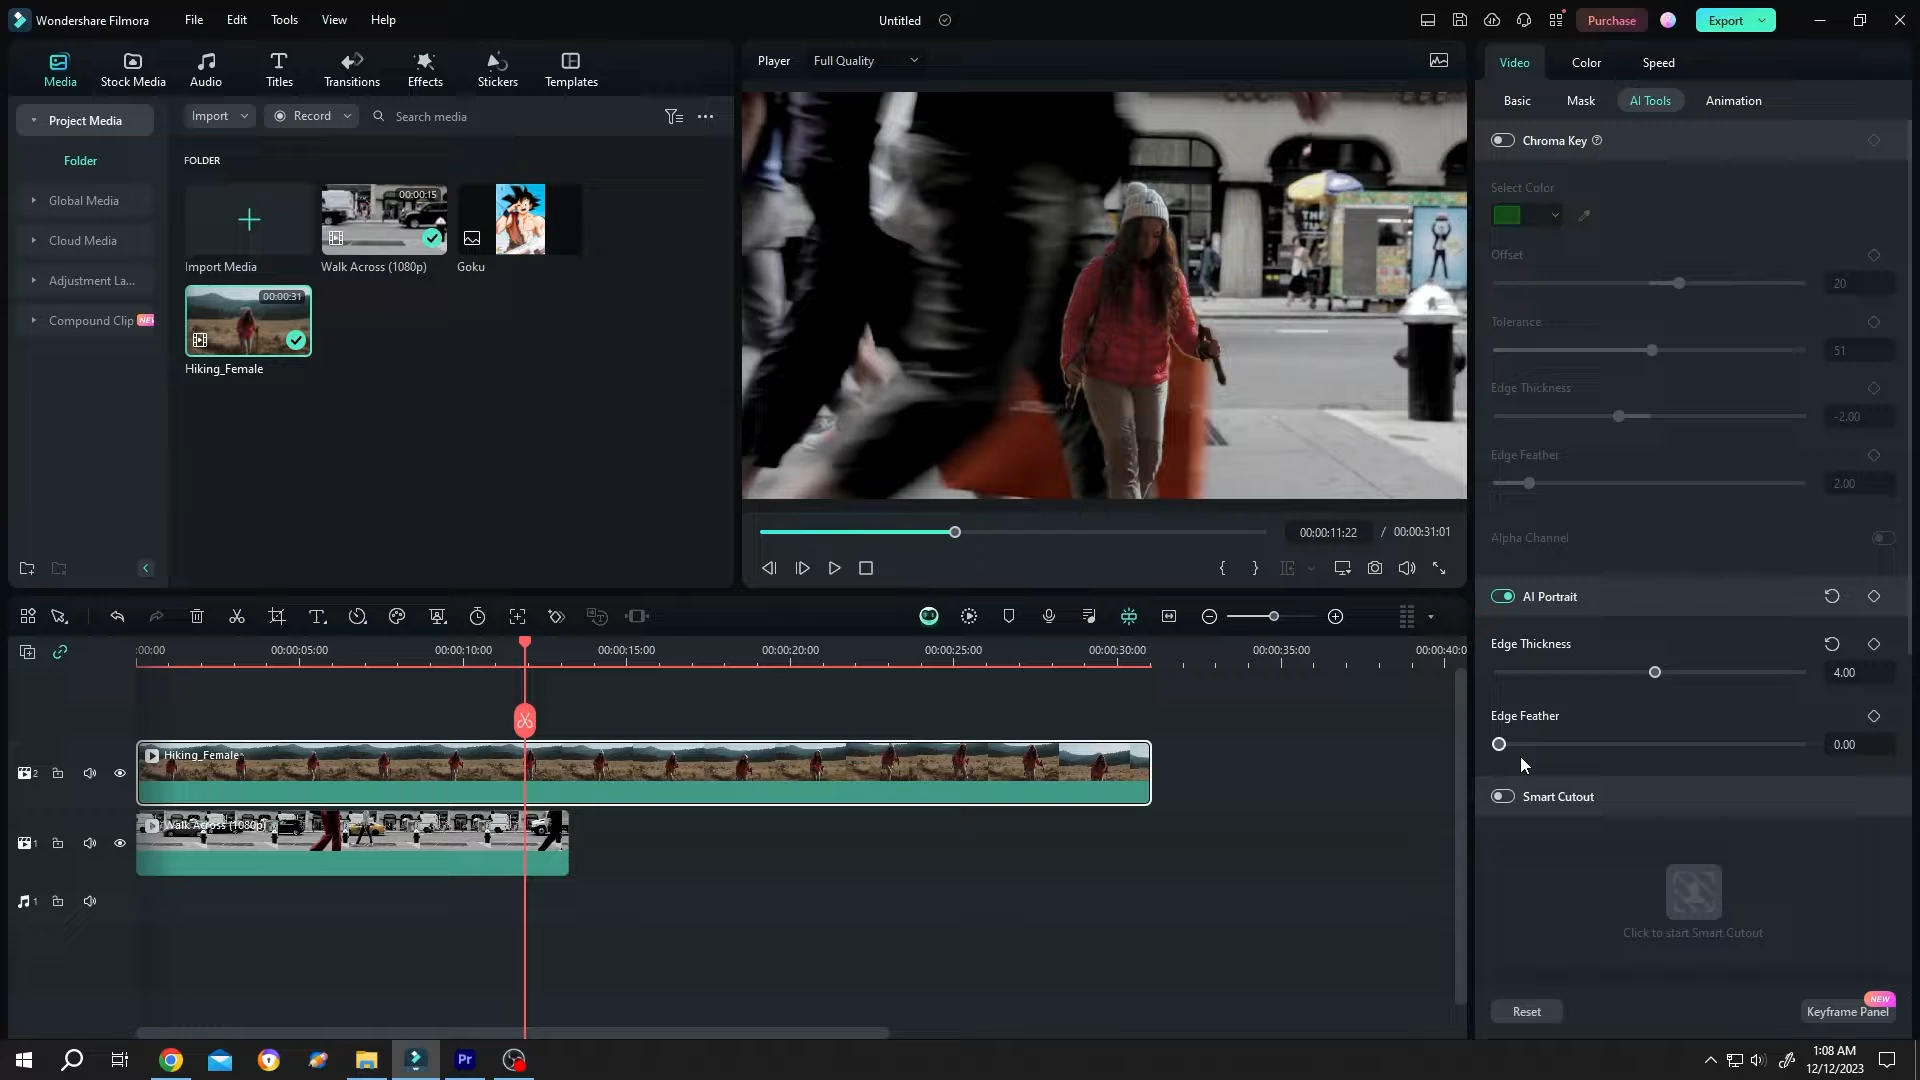 Wondershare Filmora
File
Edit
Tools
View
Help
Untitled
Purchase
Export
Media
Stock Media
Audio
Titles
Transitions
Effects
Stickers
Templates
Project Media
Folder
Global Media
Cloud Media
Adjustment La...
Compound Clip
Import
Record
Search media
FOLDER
Import Media
00:00:15
Walk Across (1080p)
Goku
00:00:31
Hiking_Female
Player
Full Quality
00:00:11:22 / 00:00:31:01
Video
Color
Speed
Basic
Mask
AI Tools
Animation
Chroma Key
Select Color
Offset
20
Tolerance
51
Edge Thickness
-2.00
Edge Feather
2.00
Alpha Channel
AI Portrait
Edge Thickness
4.00
Edge Feather
0.00
Smart Cutout
Click to start Smart Cutout
Reset
NEW
Keyframe Panel
:00:00
00:00:05:00
00:00:10:00
00:00:15:00
00:00:20:00
00:00:25:00
00:00:30:00
00:00:35:00
00:00:40:0
2
Hiking_Female
1
Walk Across (1080p)
1
Pr
1:08 AM
12/12/2023